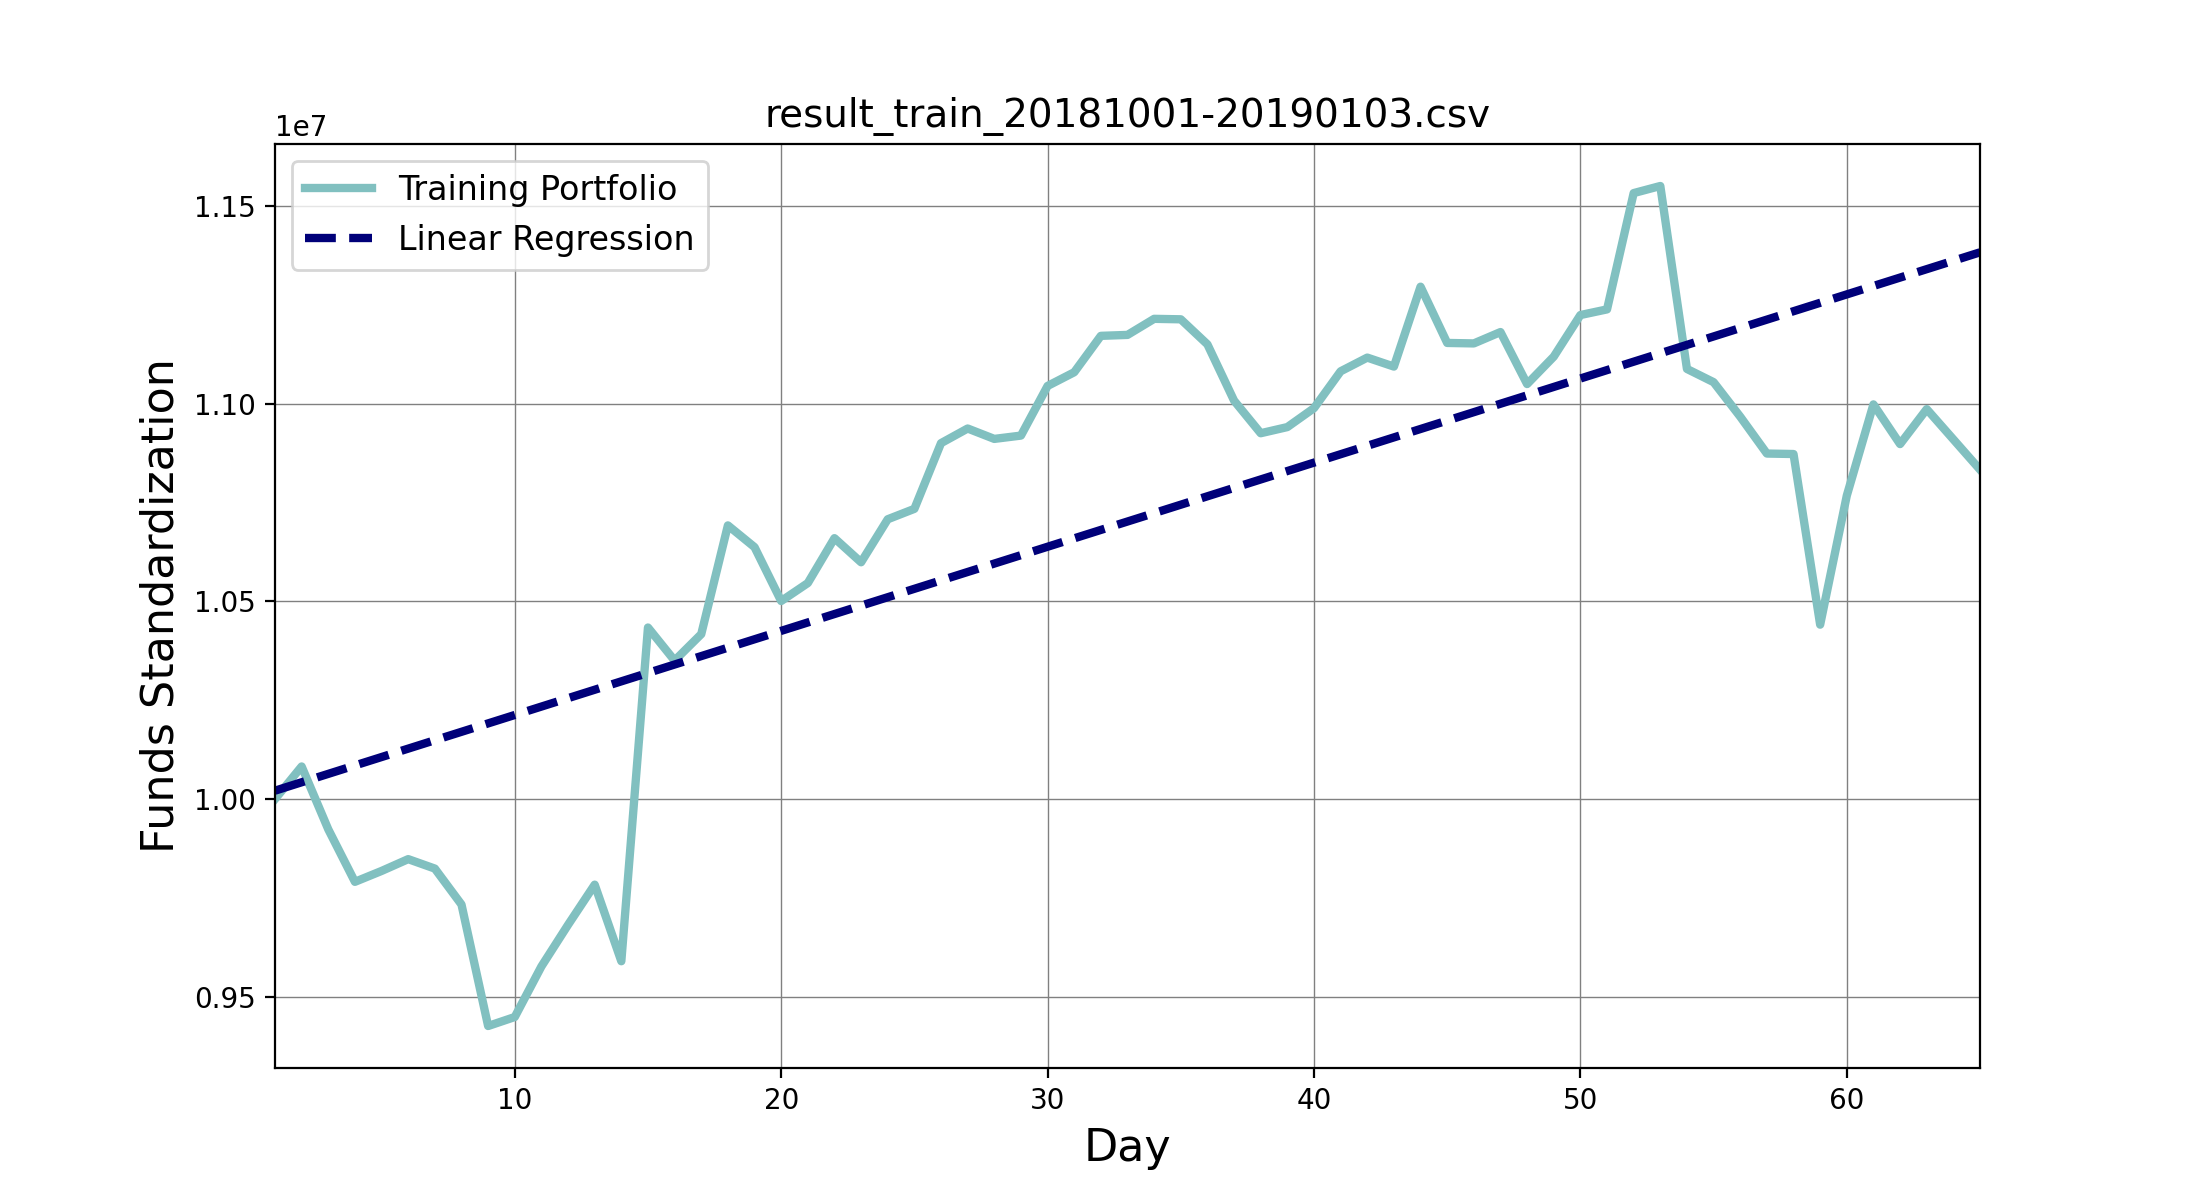 result_train_20181001-20190103.csv
1e7
Training Portfolio
Linear Regression
1.15
1.10
1.05
1.00
0.95
Funds Standardization
10 20 30 40 50 60
Day